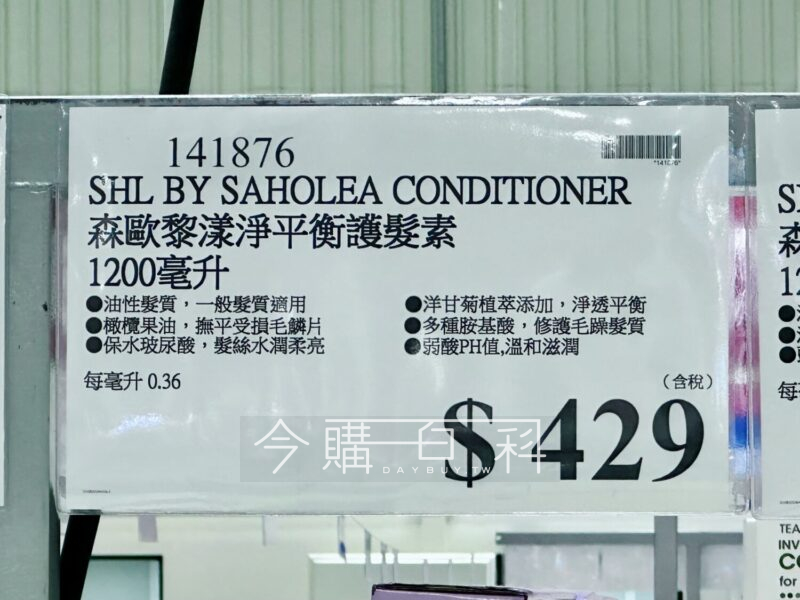 141876
*141876*
SHL BY SAHOLEA CONDITIONER
森歐黎漾淨平衡護髮素
1200毫升
●油性髮質，一般髮質適用
●洋甘菊植萃添加，淨透平衡
●橄欖果油，撫平受損毛鱗片
●多種胺基酸，修護毛躁髮質
●保水玻尿酸，髮絲水潤柔亮
●弱酸PH值,溫和滋潤
每毫升 0.36
（含稅）
$ 429
今購百科
DAYBUY.TW
TEA
INV
CO
for